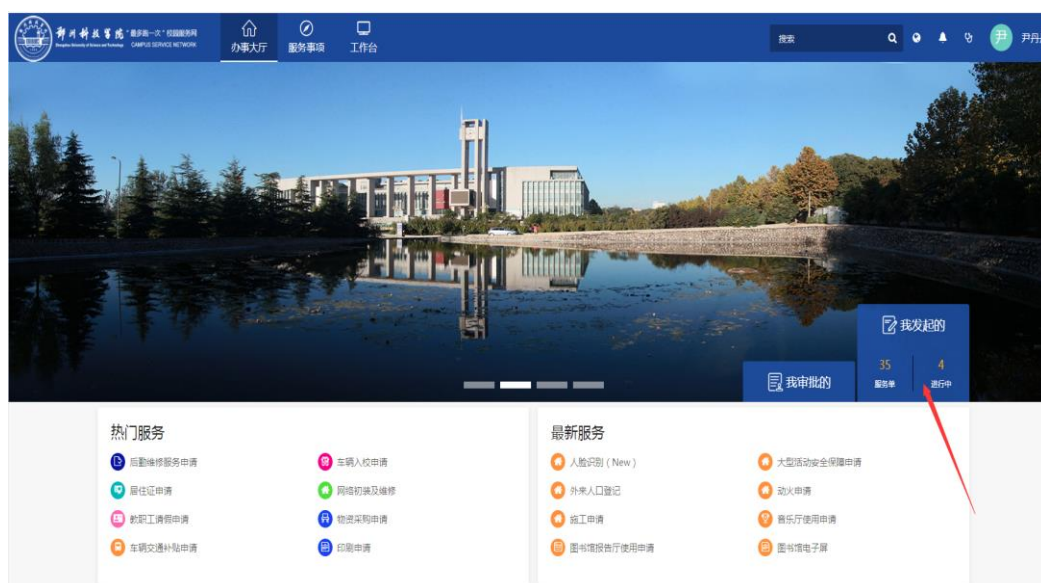 郑州科技学院
"最多跑一次"校园服务网
Zhengzhou University of Science and Technology
CAMPUS SERVICE NETWORK
办事大厅
服务事项
工作台
搜索
尹
尹丹
我发起的
35
4
服务单
进行中
我审批的
热门服务
后勤维修服务申请
车辆入校申请
居住证申请
网络初装及维修
教职工请假申请
物资采购申请
车辆交通补贴申请
印刷申请
最新服务
人脸识别(New)
大型活动安全保障申请
外来人口登记
动火申请
施工申请
音乐厅使用申请
图书馆报告厅使用申请
图书馆电子屏